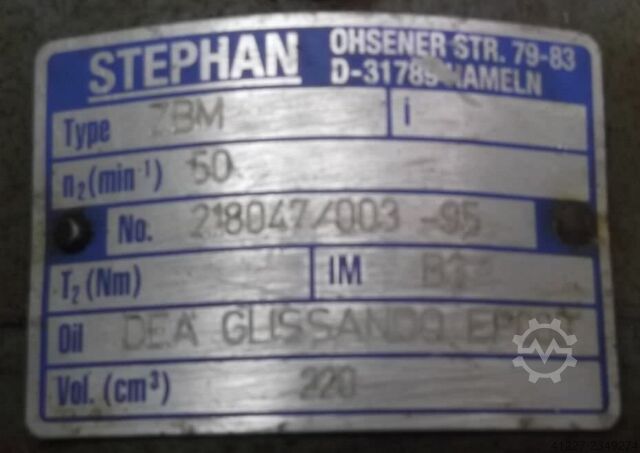 STEPHAN
OHSENER STR. 79-83
D-31785 HAMELN
Type ZBM i
n₂(min⁻¹) 50
No. 218047/003 -95
T₂(Nm) IM
Oil DEA GLISSANDO
Vol. (cm³) 220